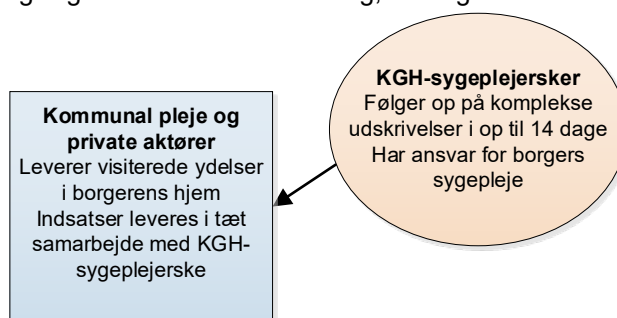 Kommunal pleje og
private aktører
Leverer visiterede ydelser
i borgerens hjem
Indsatser leveres i tæt
samarbejde med KGH-
sygeplejerske
KGH-sygeplejersker
Følger op på komplekse
udskrivelser i op til 14 dage
Har ansvar for borgers
sygepleje